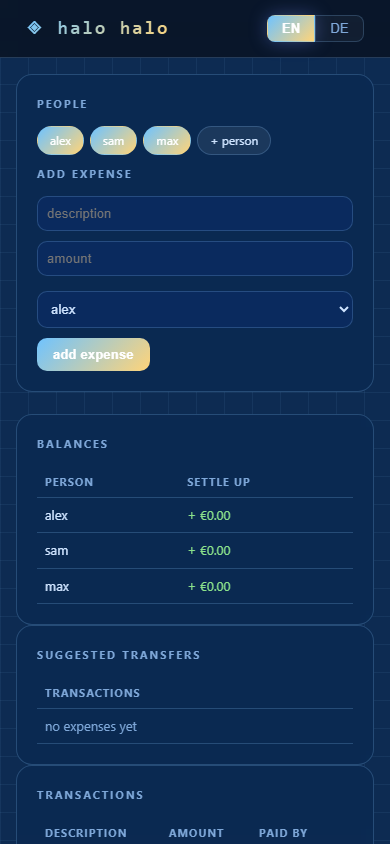 halo halo
EN DE
PEOPLE
alex sam max + person
ADD EXPENSE
description
amount
alex
add expense
BALANCES
PERSON SETTLE UP
alex + €0.00
sam + €0.00
max + €0.00
SUGGESTED TRANSFERS
TRANSACTIONS
no expenses yet
TRANSACTIONS
DESCRIPTION AMOUNT PAID BY